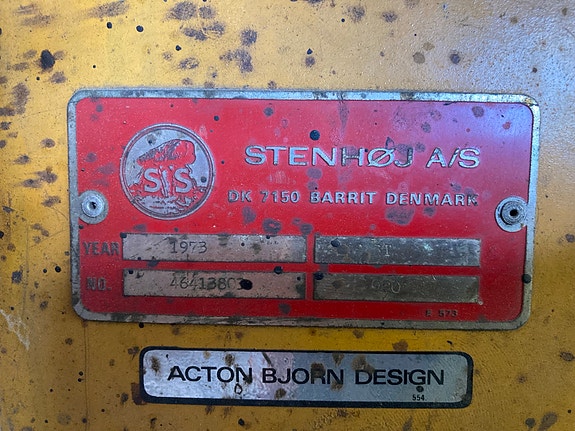 STENHØJ A/S
SIS
DK 7150 BARRIT DENMARK
YEAR 1973
NO.
E 573
ACTON BJORN DESIGN
554